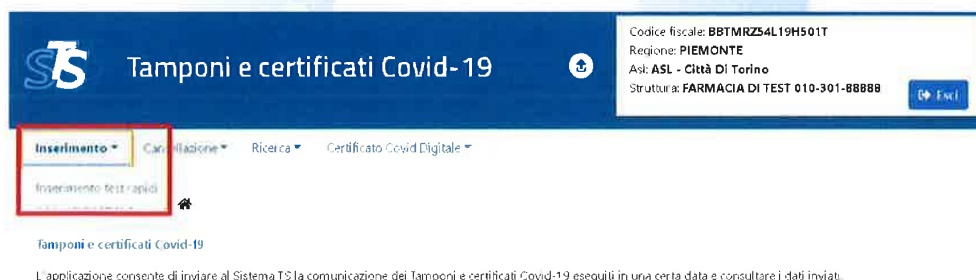 Codice fiscale: BBTMRZ54L19H501T
Regione: PIEMONTE
Asl: ASL - Città Di Torino
Struttura: FARMACIA DI TEST 010-301-88888
Esci
STS
Tamponi e certificati Covid-19
Inserimento Cancellazione Ricerca Certificato Covid Digitale
Inserimento test rapidi
Tamponi e certificati Covid-19
L'applicazione consente di inviare al Sistema TS la comunicazione dei Tamponi e certificati Covid-19 eseguiti in una certa data e consultare i dati inviati.